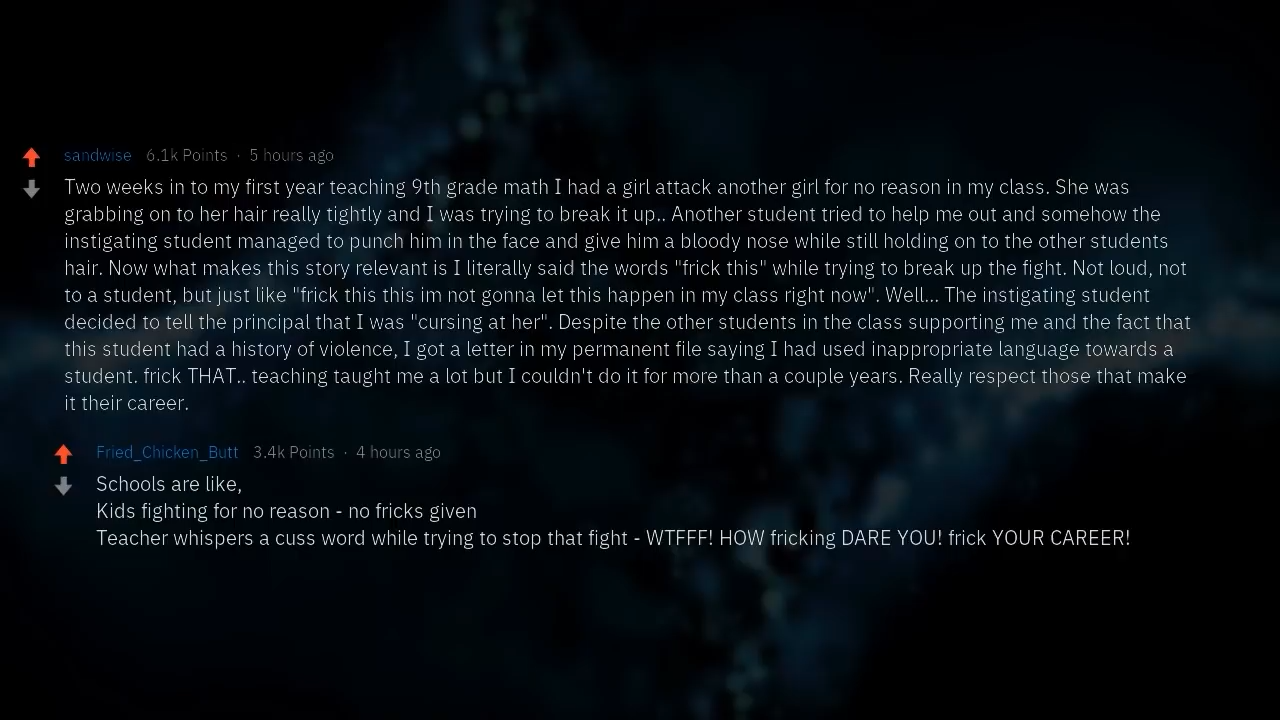 sandwise 6.1k Points · 5 hours ago
Two weeks in to my first year teaching 9th grade math I had a girl attack another girl for no reason in my class. She was
grabbing on to her hair really tightly and I was trying to break it up.. Another student tried to help me out and somehow the
instigating student managed to punch him in the face and give him a bloody nose while still holding on to the other students
hair. Now what makes this story relevant is I literally said the words "frick this" while trying to break up the fight. Not loud, not
to a student, but just like "frick this this im not gonna let this happen in my class right now". Well... The instigating student
decided to tell the principal that I was "cursing at her". Despite the other students in the class supporting me and the fact that
this student had a history of violence, I got a letter in my permanent file saying I had used inappropriate language towards a
student. frick THAT.. teaching taught me a lot but I couldn't do it for more than a couple years. Really respect those that make
it their career.
Fried_Chicken_Butt 3.4k Points · 4 hours ago
Schools are like,
Kids fighting for no reason - no fricks given
Teacher whispers a cuss word while trying to stop that fight - WTFFF! HOW fricking DARE YOU! frick YOUR CAREER!